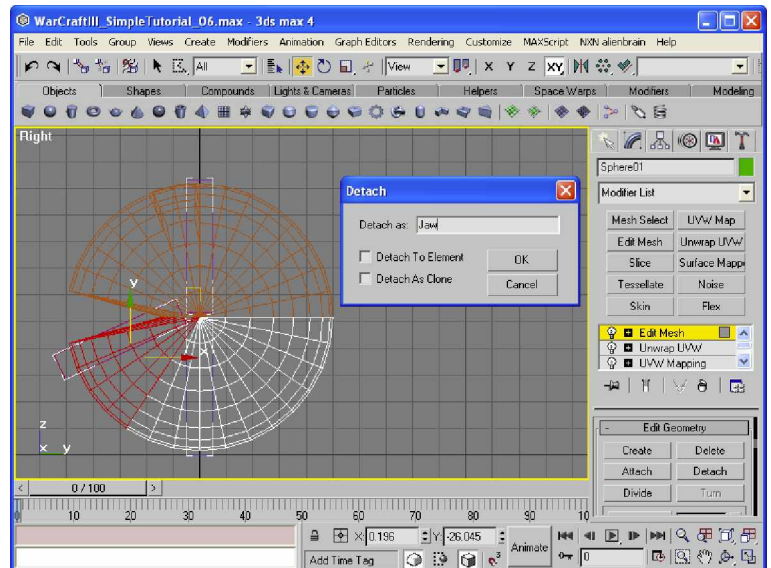 WarCraftIII_SimpleTutorial_06.max - 3ds max 4
File Edit Tools Group Views Create Modifiers Animation Graph Editors Rendering Customize MAXScript NXN alienbrain Help
All View X Y Z XY
Objects Shapes Compounds Lights & Cameras Particles Helpers Space Warps Modifiers Modeling
Right
Sphere01
Modifier List
Detach
Detach as: Jaw
Detach To Element OK
Detach As Clone Cancel
Mesh Select UVW Map
Edit Mesh Unwrap UVW
Slice Surface Mapp
Tessellate Noise
Skin Flex
Edit Mesh
Unwrap UVW
UVW Mapping
y
x
z
x y
- Edit Geometry
Create Delete
Attach Detach
Divide Turn
< 0 / 100 >
10 20 30 40 50 60 70 80 90 10
X: 0.196 Y: -26.045
Animate
0
Add Time Tag